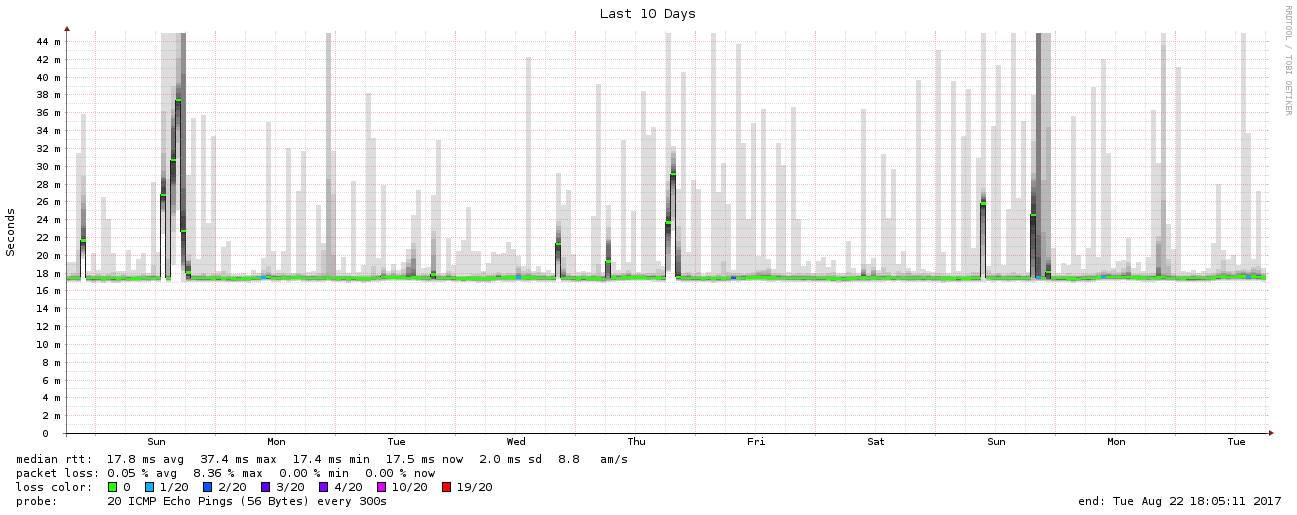 Last 10 Days
RRDTOOL / TOBI OETIKER
Seconds
44 m
42 m
40 m
38 m
36 m
34 m
32 m
30 m
28 m
26 m
24 m
22 m
20 m
18 m
16 m
14 m
12 m
10 m
8 m
6 m
4 m
2 m
0
Sun Mon Tue Wed Thu Fri Sat Sun Mon Tue
median rtt: 17.8 ms avg 37.4 ms max 17.4 ms min 17.5 ms now 2.0 ms sd 8.8 am/s
packet loss: 0.05 % avg 8.36 % max 0.00 % min 0.00 % now
loss color: 0 1/20 2/20 3/20 4/20 10/20 19/20
probe: 20 ICMP Echo Pings (56 Bytes) every 300s end: Tue Aug 22 18:05:11 2017